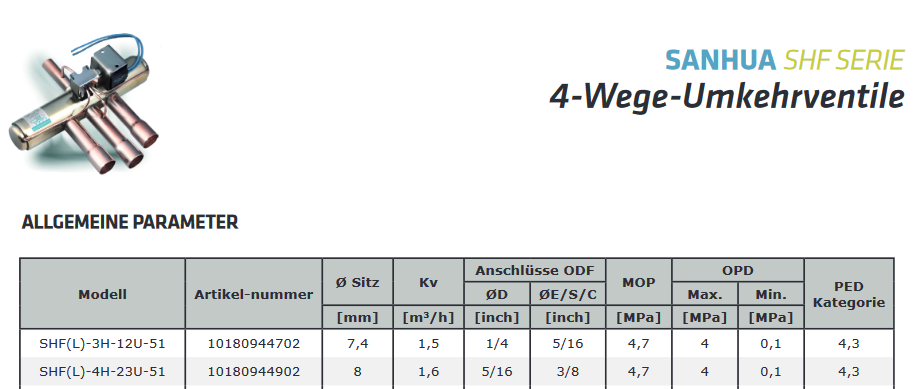 SANHUA SHF SERIE
4-Wege-Umkehrventile
ALLGEMEINE PARAMETER
Modell Artikel-nummer Ø Sitz Kv Anschlüsse ODF MOP OPD PED Kategorie
ØD ØE/S/C Max. Min.
[mm] [m³/h] [inch] [inch] [MPa] [MPa] [MPa]
SHF(L)-3H-12U-51 10180944702 7,4 1,5 1/4 5/16 4,7 4 0,1 4,3
SHF(L)-4H-23U-51 10180944902 8 1,6 5/16 3/8 4,7 4 0,1 4,3